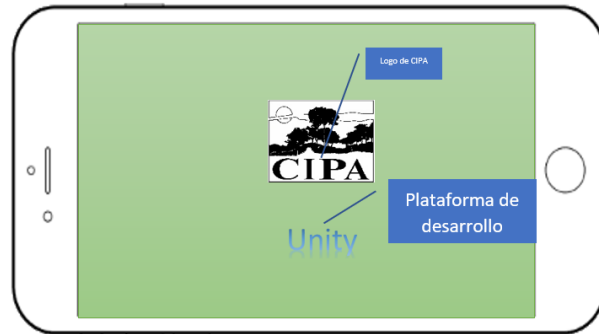 Logo de CIPA
CIPA
Plataforma de
desarrollo
Unity